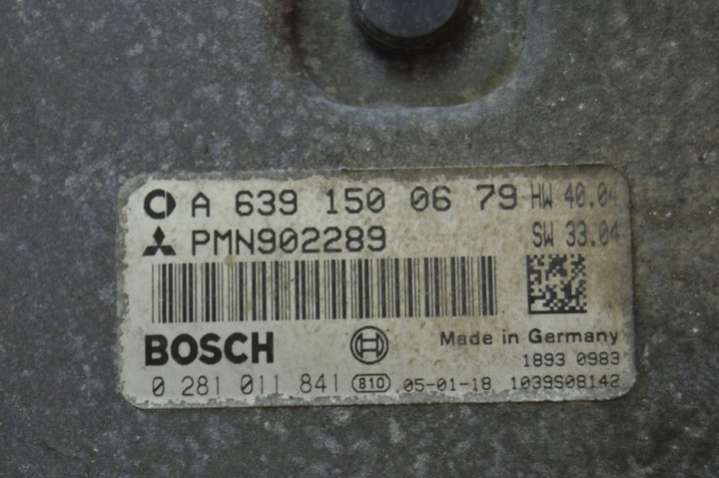 A 639 150 06 79 HW 40.04
PMN902289 SW 33.04
BOSCH
Made in Germany
1893 0983
0 281 011 841 810 05-01-18 1039S08142